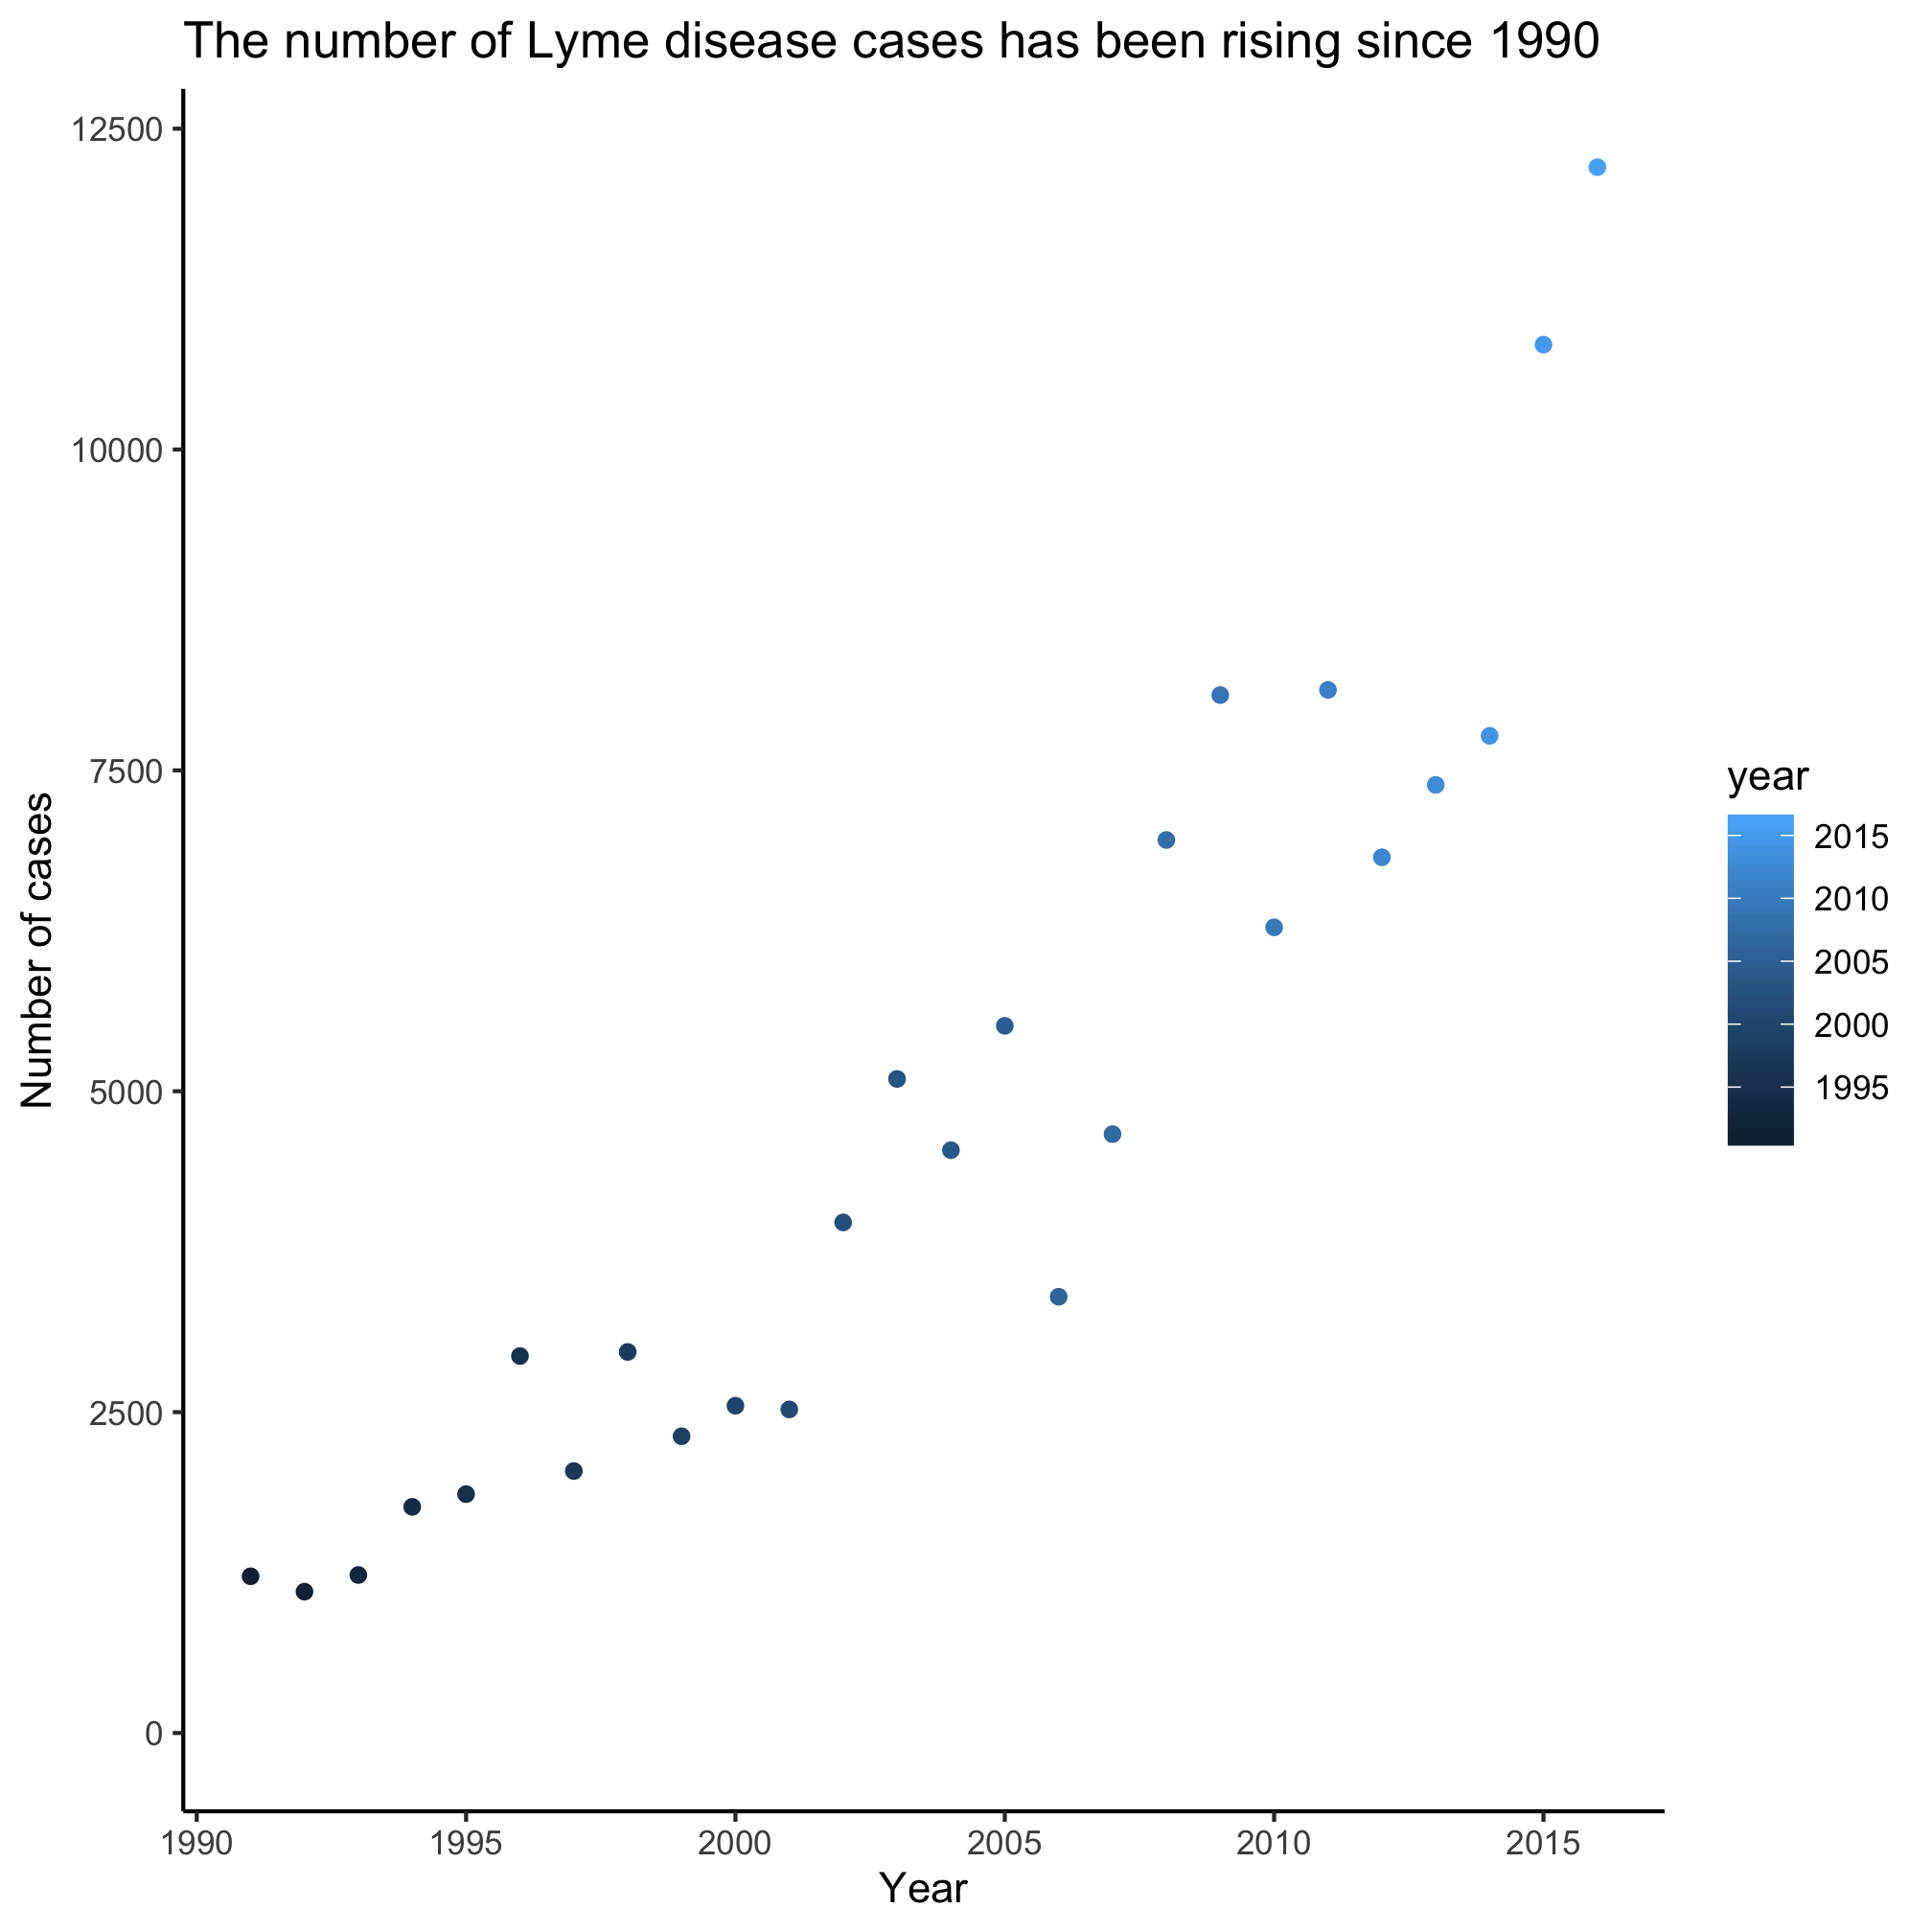 The number of Lyme disease cases has been rising since 1990
12500
10000
7500
5000
2500
0
Number of cases
1990 1995 2000 2005 2010 2015
Year
year
2015
2010
2005
2000
1995